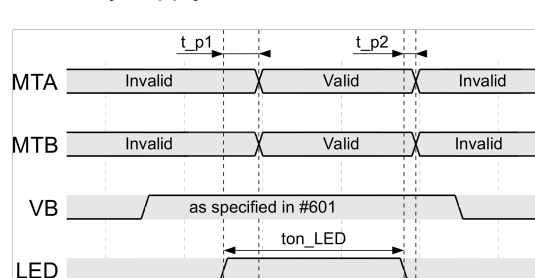 t_p1 t_p2
MTA Invalid Valid Invalid
MTB Invalid Valid Invalid
VB as specified in #601
ton_LED
LED